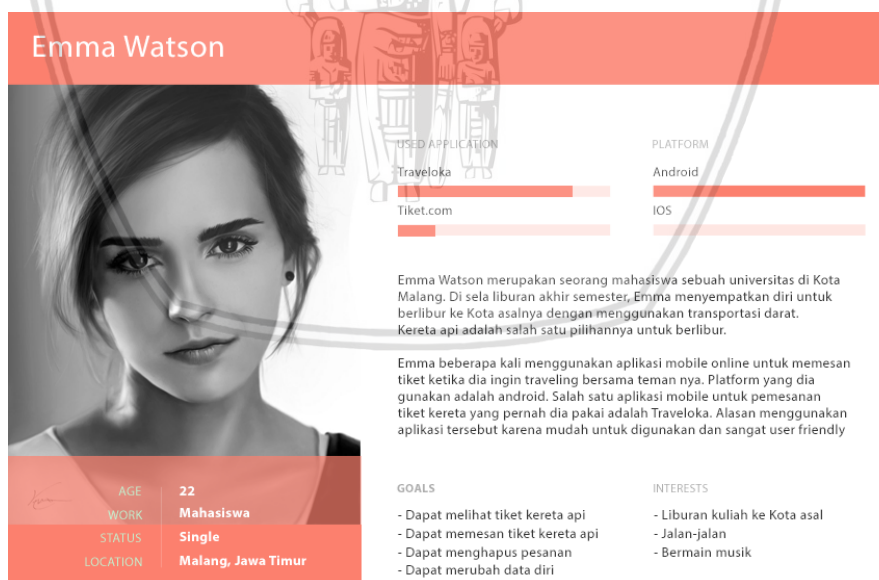 Emma Watson
USED APPLICATION
Traveloka
Tiket.com
PLATFORM
Android
IOS
Emma Watson merupakan seorang mahasiswa sebuah universitas di Kota
Malang. Di sela liburan akhir semester, Emma menyempatkan diri untuk
berlibur ke Kota asalnya dengan menggunakan transportasi darat.
Kereta api adalah salah satu pilihannya untuk berlibur.
Emma beberapa kali menggunakan aplikasi mobile online untuk memesan
tiket ketika dia ingin traveling bersama teman nya. Platform yang dia
gunakan adalah android. Salah satu aplikasi mobile untuk pemesanan
tiket kereta yang pernah dia pakai adalah Traveloka. Alasan menggunakan
aplikasi tersebut karena mudah untuk digunakan dan sangat user friendly
AGE 22
WORK Mahasiswa
STATUS Single
LOCATION Malang, Jawa Timur
GOALS
- Dapat melihat tiket kereta api
- Dapat memesan tiket kereta api
- Dapat menghapus pesanan
- Dapat merubah data diri
INTERESTS
- Liburan kuliah ke Kota asal
- Jalan-jalan
- Bermain musik